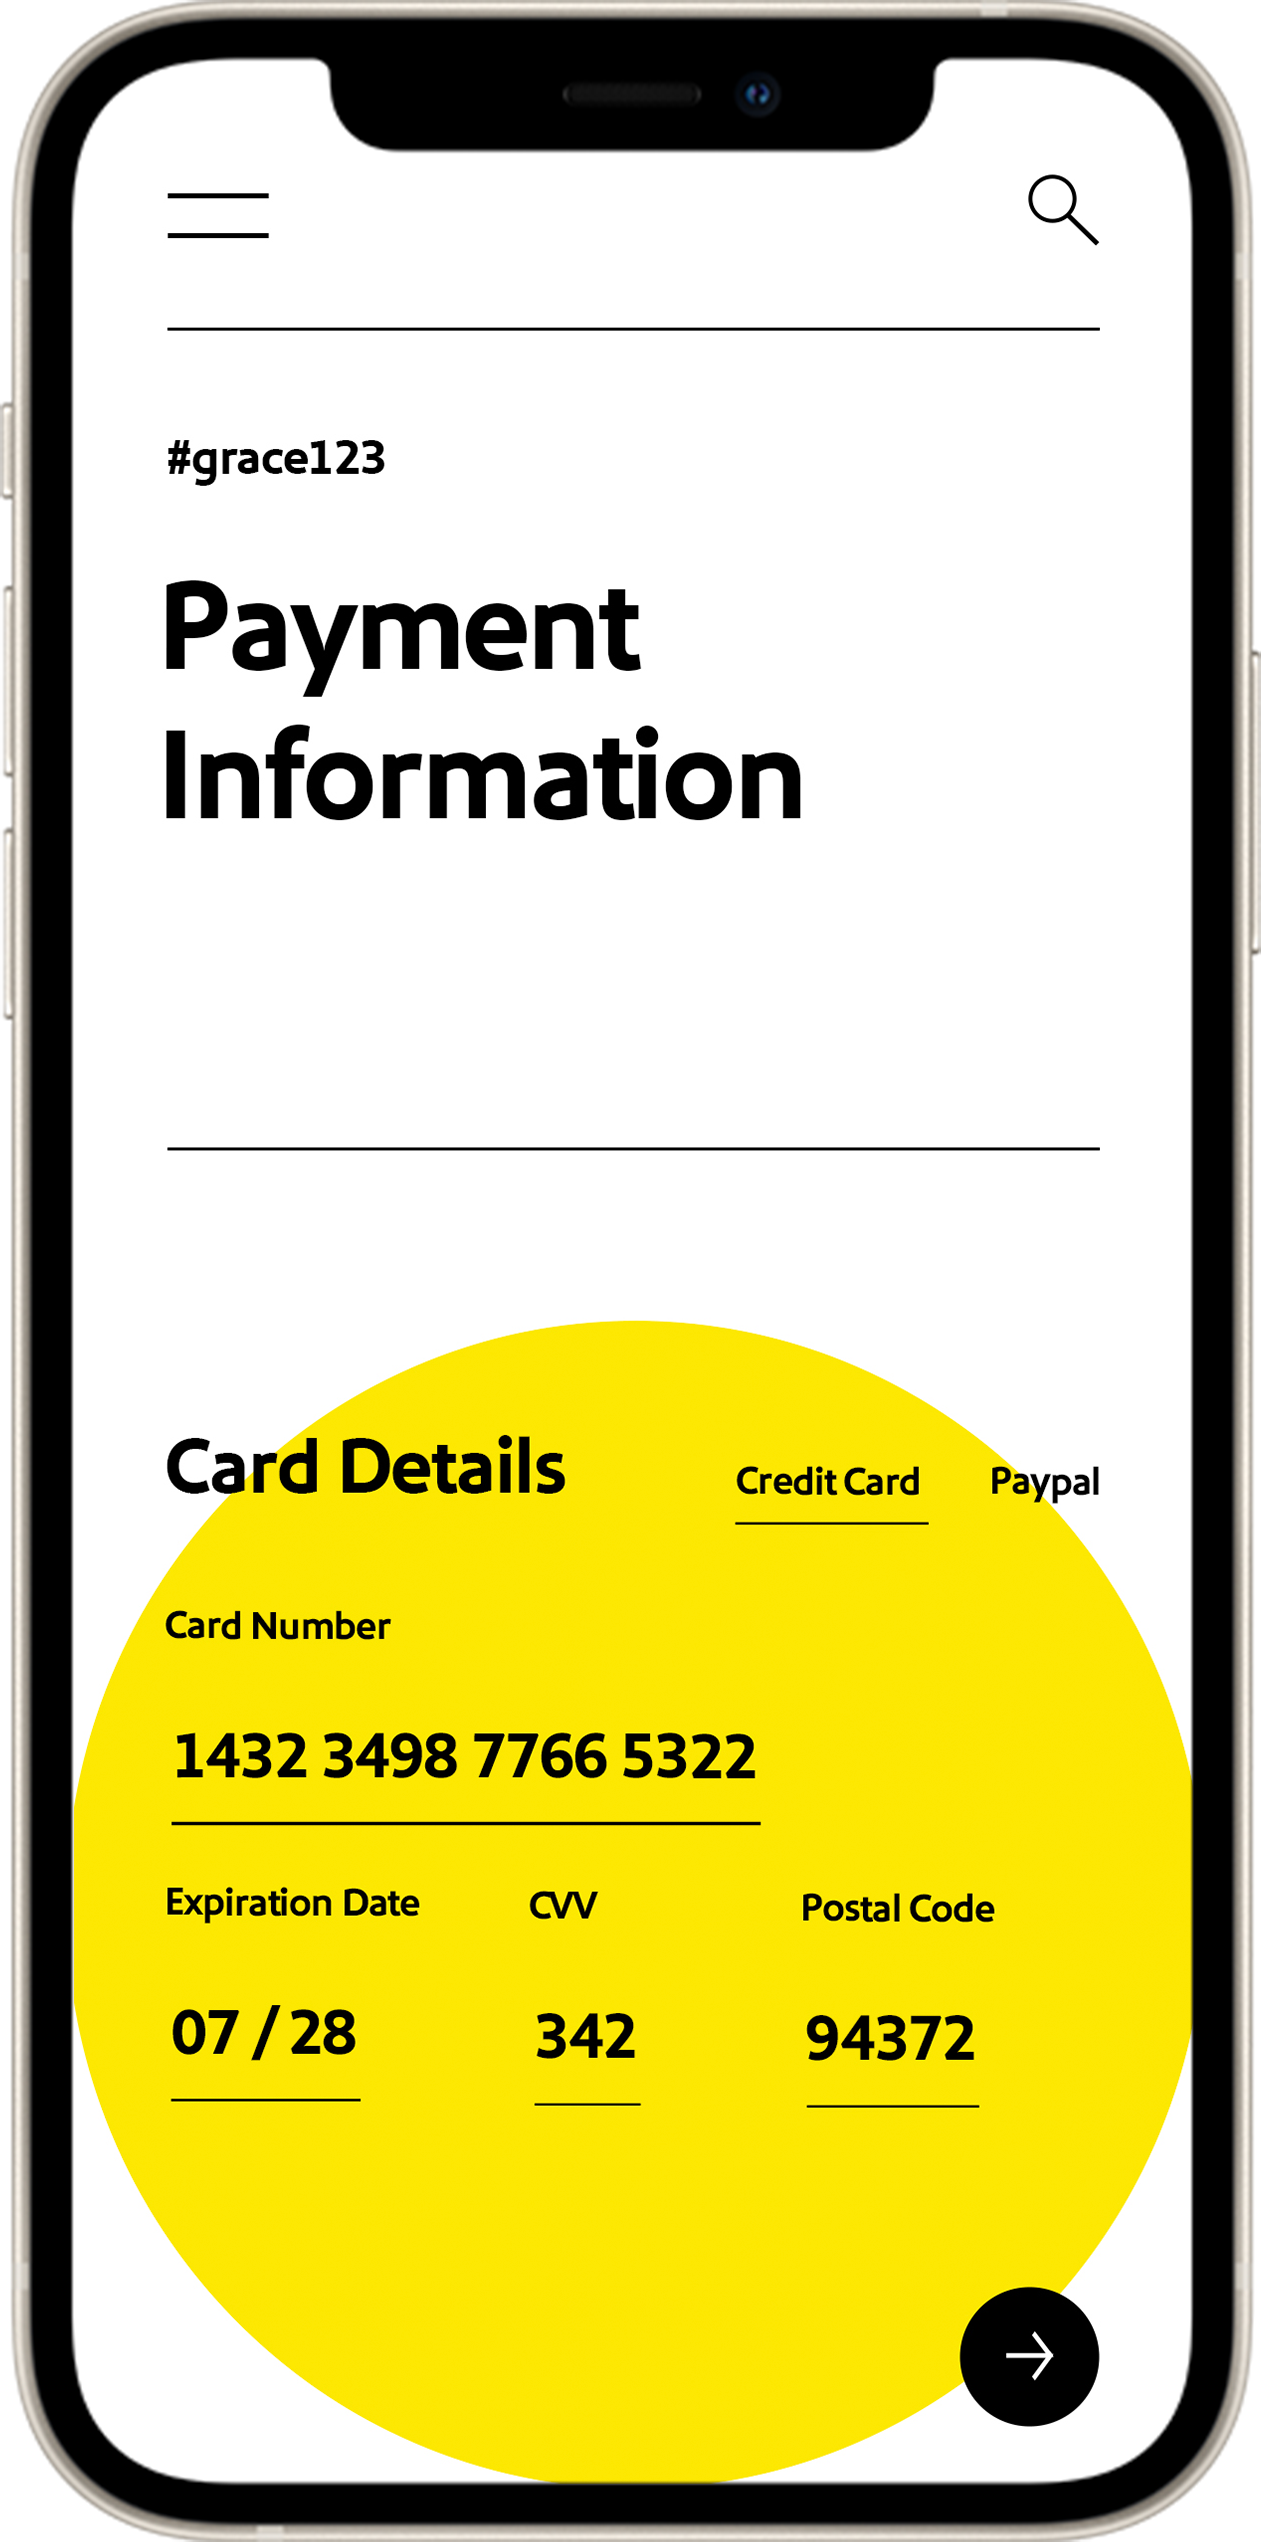 #grace123
Payment
Information
Card Details
Credit Card Paypal
Card Number
1432 3498 7766 5322
Expiration Date CVV Postal Code
07 / 28 342 94372